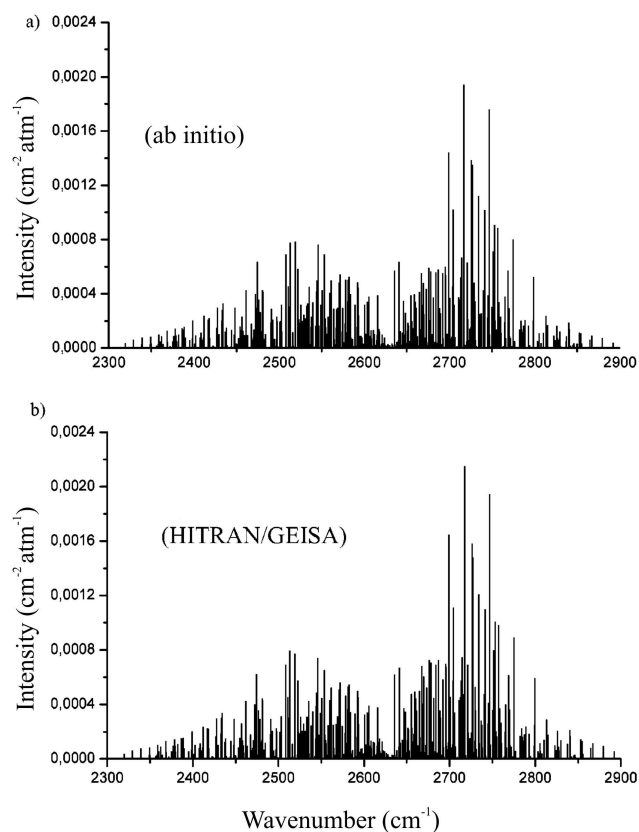 a)
0,0024
0,0020
0,0016
0,0012
0,0008
0,0004
0,0000
Intensity (cm⁻² atm⁻¹)
(ab initio)
2300 2400 2500 2600 2700 2800 2900
b)
0,0024
0,0020
0,0016
0,0012
0,0008
0,0004
0,0000
Intensity (cm⁻² atm⁻¹)
(HITRAN/GEISA)
2300 2400 2500 2600 2700 2800 2900
Wavenumber (cm⁻¹)